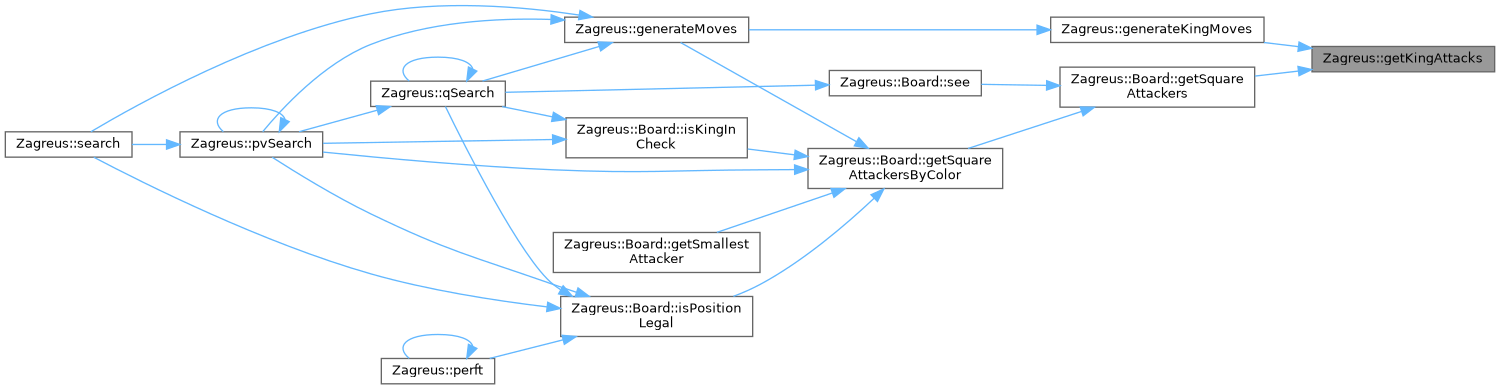 Zagreus::generateMoves
Zagreus::generateKingMoves
Zagreus::getKingAttacks
Zagreus::qSearch
Zagreus::Board::see
Zagreus::Board::getSquare
Attackers
Zagreus::search
Zagreus::pvSearch
Zagreus::Board::isKingIn
Check
Zagreus::Board::getSquare
AttackersByColor
Zagreus::Board::getSmallest
Attacker
Zagreus::Board::isPosition
Legal
Zagreus::perft